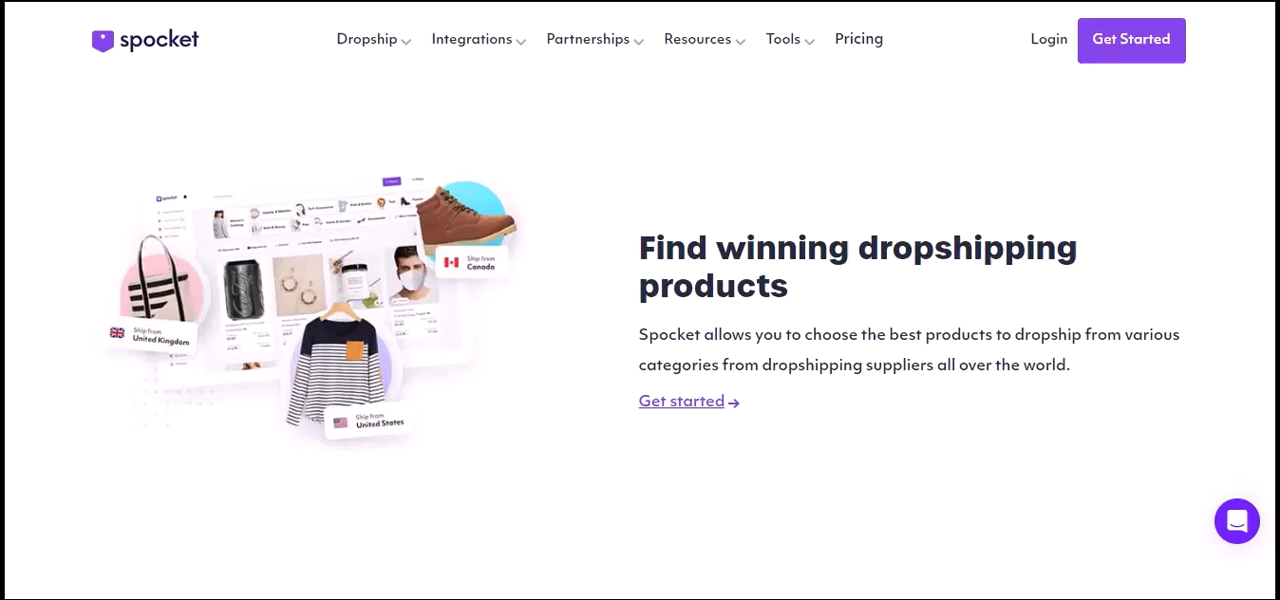 spocket
Dropship
Integrations
Partnerships
Resources
Tools
Pricing
Login
Get Started
spocket
Ship from
Canada
Ship from
United Kingdom
Ship from
United States
Find winning dropshipping
products
Spocket allows you to choose the best products to dropship from various
categories from dropshipping suppliers all over the world.
Get started →